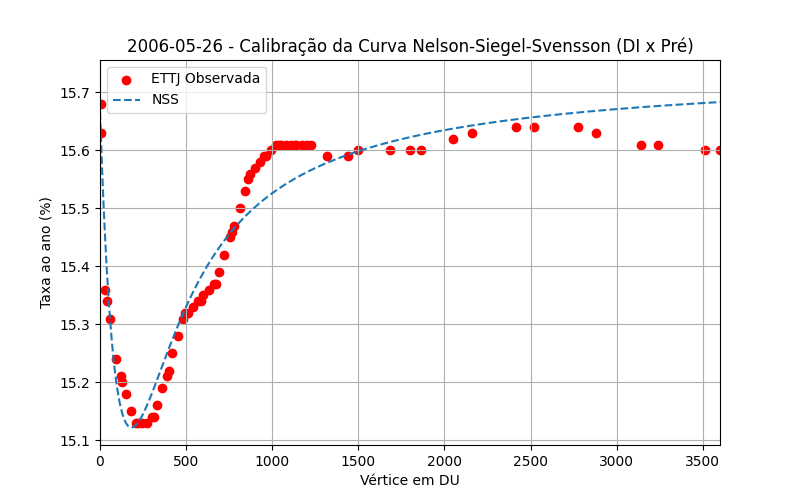 2006-05-26 - Calibração da Curva Nelson-Siegel-Svensson (DI x Pré)
ETTJ Observada
NSS
Taxa ao ano (%)
15.7
15.6
15.5
15.4
15.3
15.2
15.1
0 500 1000 1500 2000 2500 3000 3500
Vértice em DU